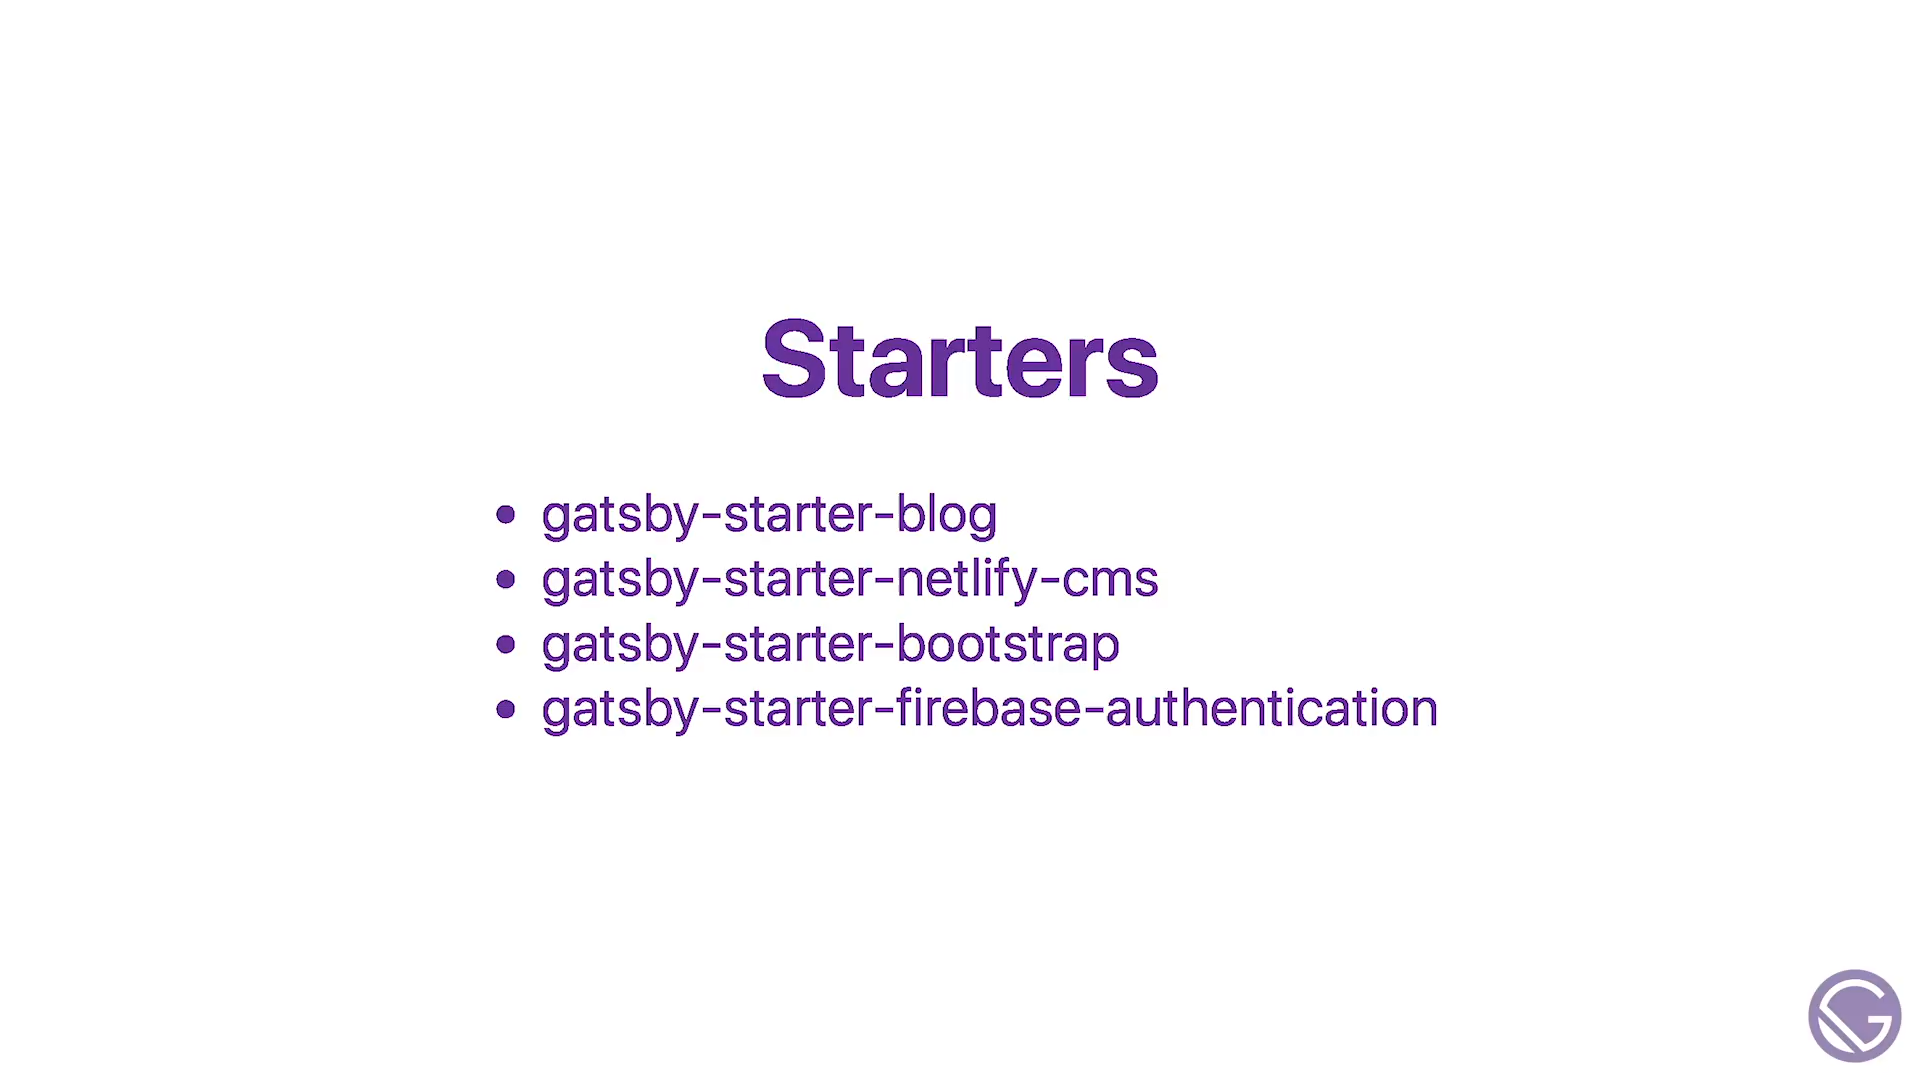 Starters
• gatsby-starter-blog
• gatsby-starter-netlify-cms
• gatsby-starter-bootstrap
• gatsby-starter-firebase-authentication